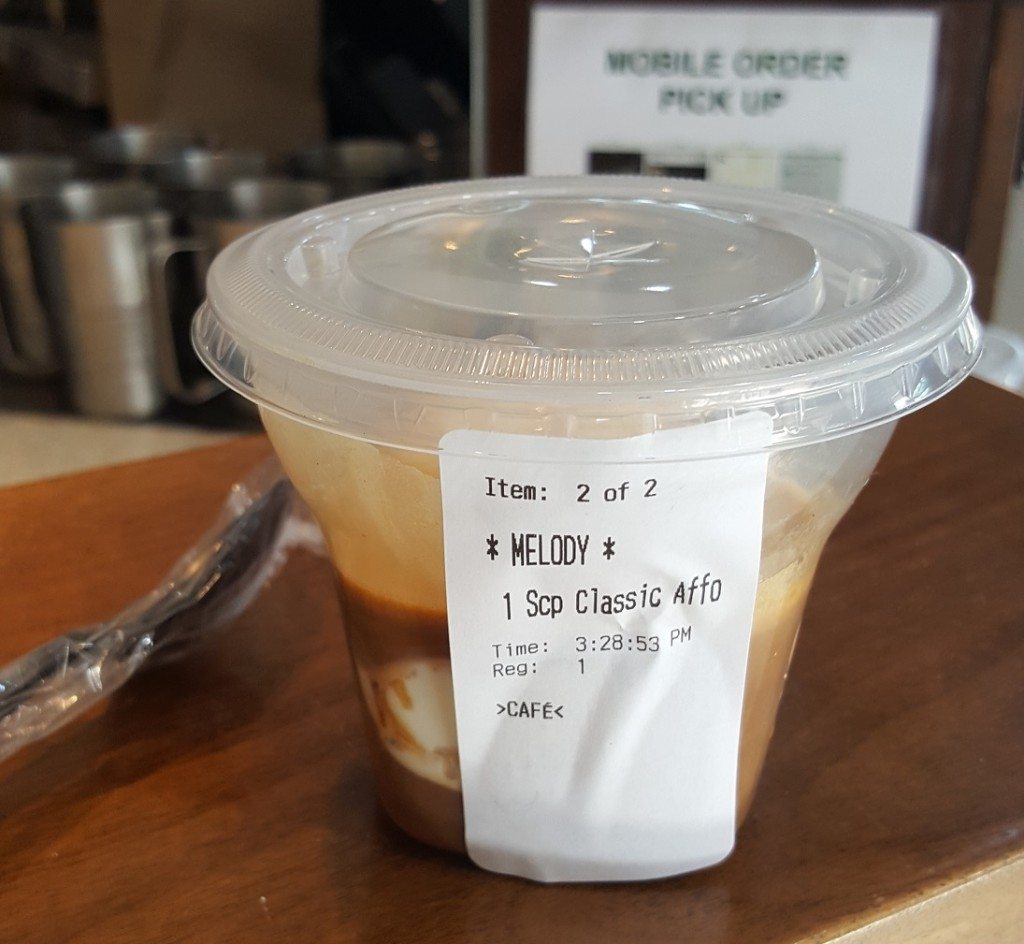 MOBILE ORDER
PICK UP
Item: 2 of 2
* MELODY *
1 Scp Classic Affo
Time: 3:28:53 PM
Reg: 1
>CAFÉ<